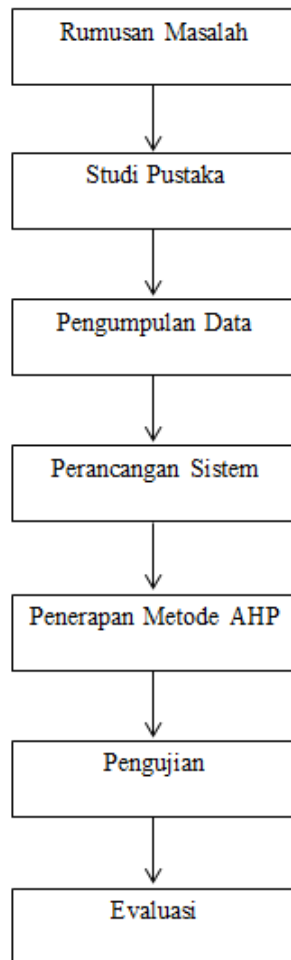 Rumusan Masalah
Studi Pustaka
Pengumpulan Data
Perancangan Sistem
Penerapan Metode AHP
Pengujian
Evaluasi